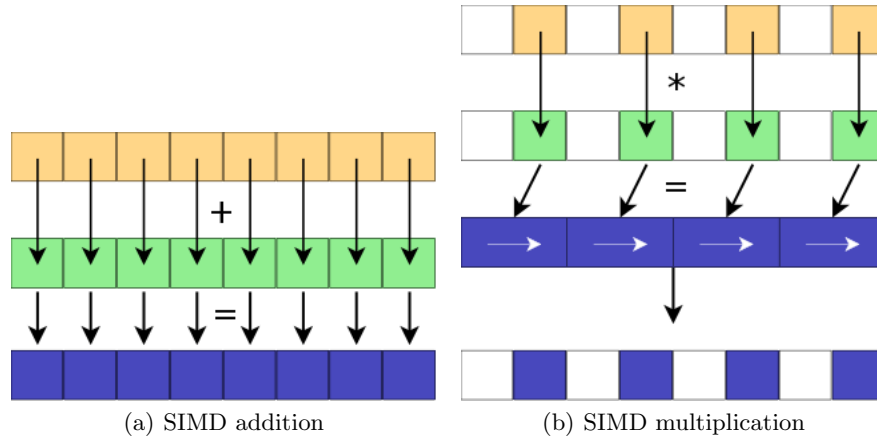 *
=
+
=
(a) SIMD addition
(b) SIMD multiplication